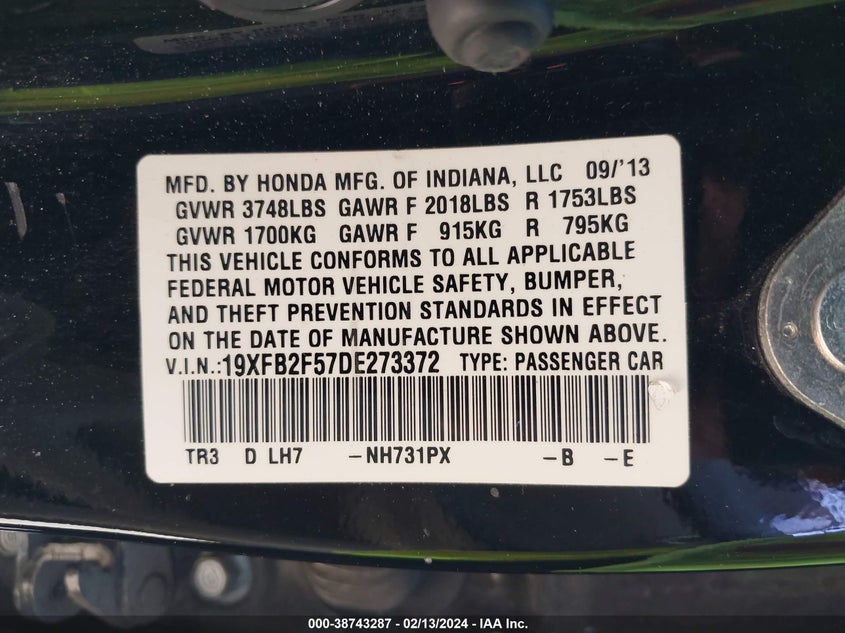 MFD. BY HONDA MFG. OF INDIANA, LLC 09/'13
GVWR 3748LBS GAWR F 2018LBS R 1753LBS
GVWR 1700KG GAWR F 915KG R 795KG
THIS VEHICLE CONFORMS TO ALL APPLICABLE
FEDERAL MOTOR VEHICLE SAFETY, BUMPER,
AND THEFT PREVENTION STANDARDS IN EFFECT
ON THE DATE OF MANUFACTURE SHOWN ABOVE.
V.I.N.:19XFB2F57DE273372 TYPE: PASSENGER CAR
TR3 D LH7 -NH731PX -B -E
000-38743287 - 02/13/2024 - IAA Inc.